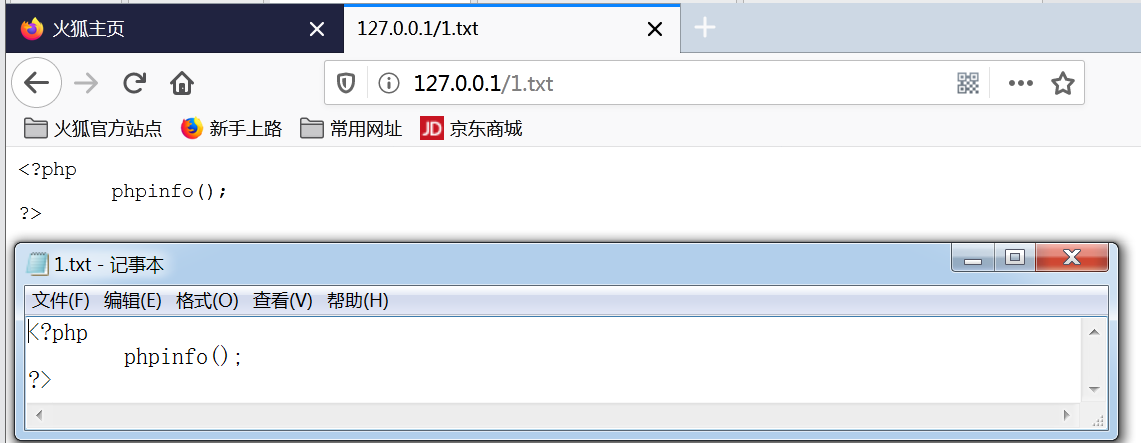 火狐主页
127.0.0.1/1.txt
127.0.0.1/1.txt
火狐官方站点 新手上路 常用网址 JD 京东商城
<?php
phpinfo();
?>
1.txt - 记事本
文件(F) 编辑(E) 格式(O) 查看(V) 帮助(H)
<?php
phpinfo();
?>